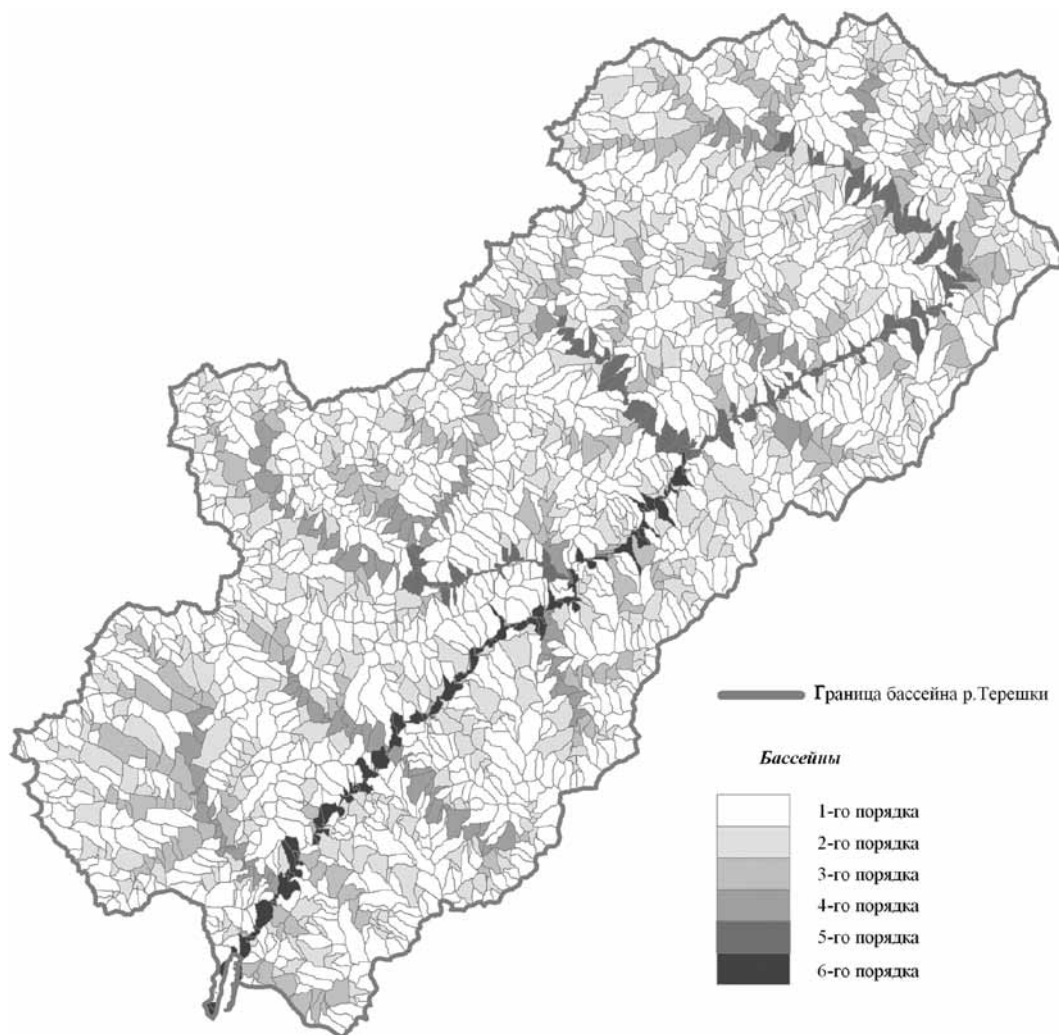 Граница бассейна р.Терешки
Бассейны
1-го порядка
2-го порядка
3-го порядка
4-го порядка
5-го порядка
6-го порядка